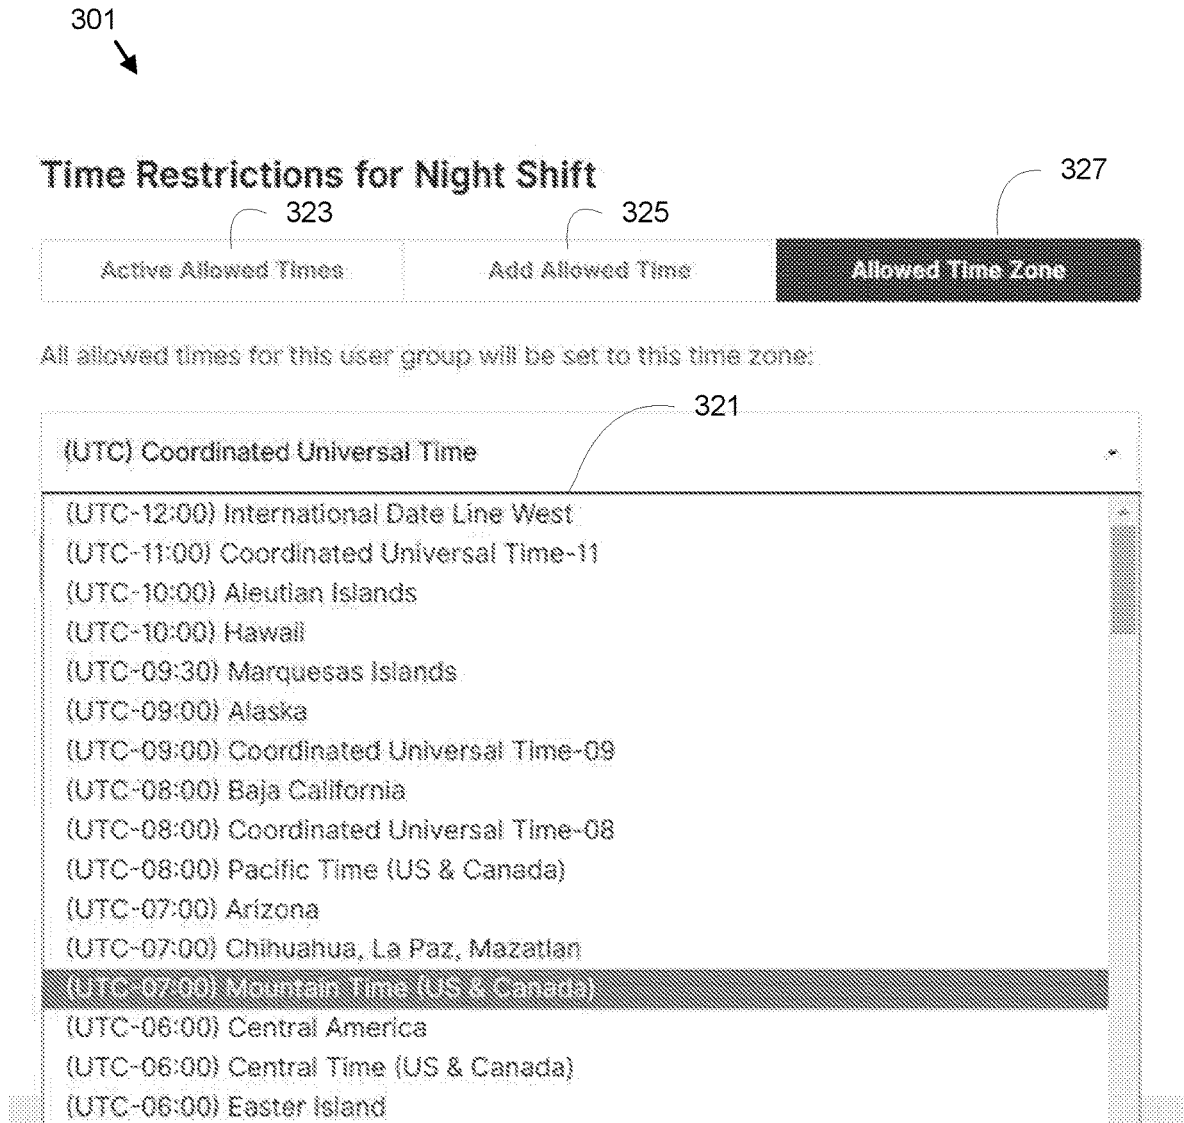 301
Time Restrictions for Night Shift
327
323
325
Active Allowed Times
Add Allowed Time
Allowed Time Zone
All allowed times for this user group will be set to this time zone:
321
(UTC) Coordinated Universal Time
(UTC-12:00) International Date Line West
(UTC-11:00) Coordinated Universal Time-11
(UTC-10:00) Aleutian Islands
(UTC-10:00) Hawaii
(UTC-09:30) Marquesas Islands
(UTC-09:00) Alaska
(UTC-09:00) Coordinated Universal Time-09
(UTC-08:00) Baja California
(UTC-08:00) Coordinated Universal Time-08
(UTC-08:00) Pacific Time (US & Canada)
(UTC-07:00) Arizona
(UTC-07:00) Chihuahua, La Paz, Mazatlan
(UTC-07:00) Mountain Time (US & Canada)
(UTC-06:00) Central America
(UTC-06:00) Central Time (US & Canada)
(UTC-06:00) Easter Island